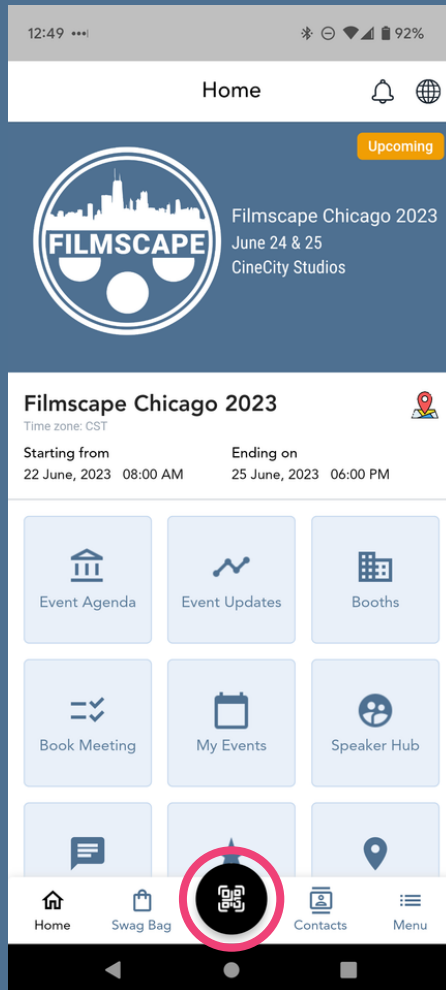 12:49
92%
Home
Upcoming
FILMSCAPE
Filmscape Chicago 2023
June 24 & 25
CineCity Studios
Filmscape Chicago 2023
Time zone: CST
Starting from
Ending on
22 June, 2023 08:00 AM
25 June, 2023 06:00 PM
Event Agenda
Event Updates
Booths
Book Meeting
My Events
Speaker Hub
Home
Swag Bag
Contacts
Menu